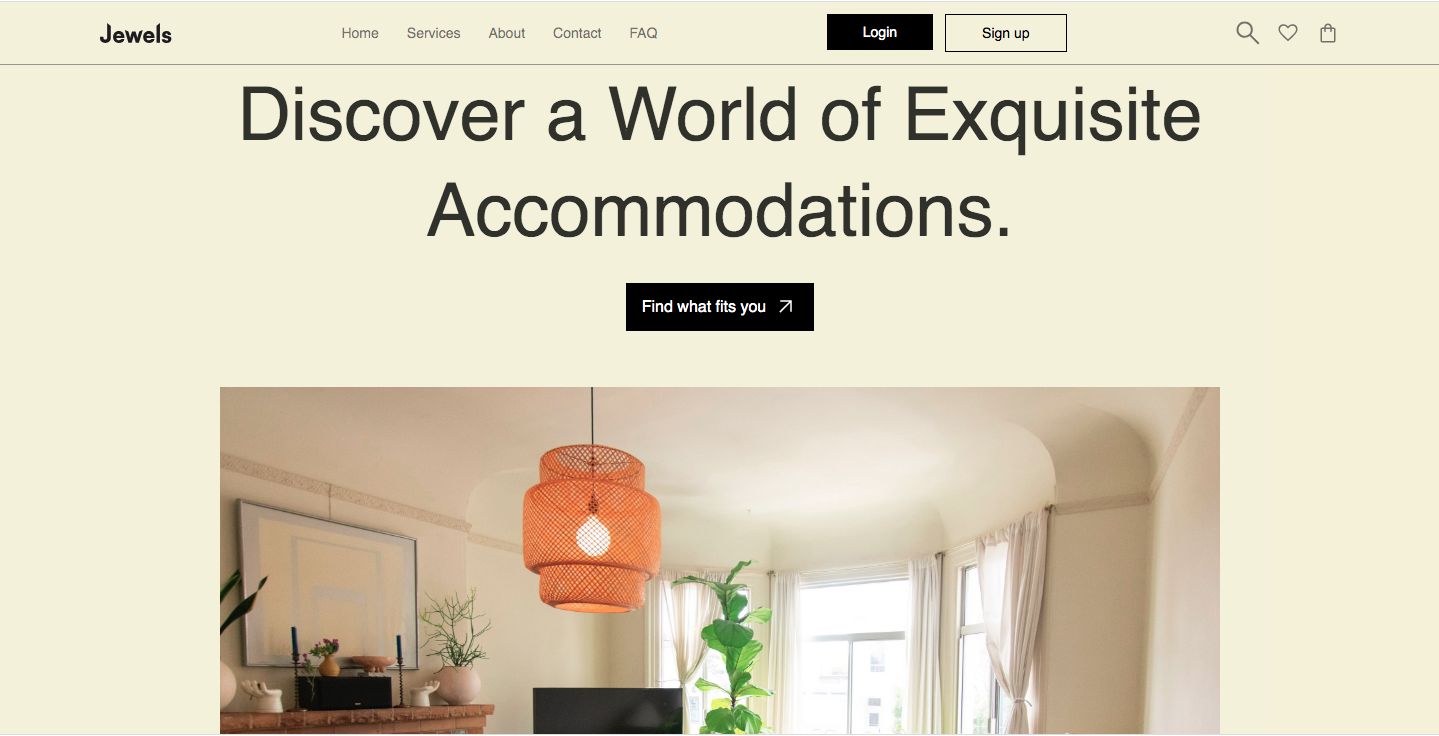 Jewels
Home Services About Contact FAQ
Login
Sign up
Discover a World of Exquisite
Accommodations.
Find what fits you